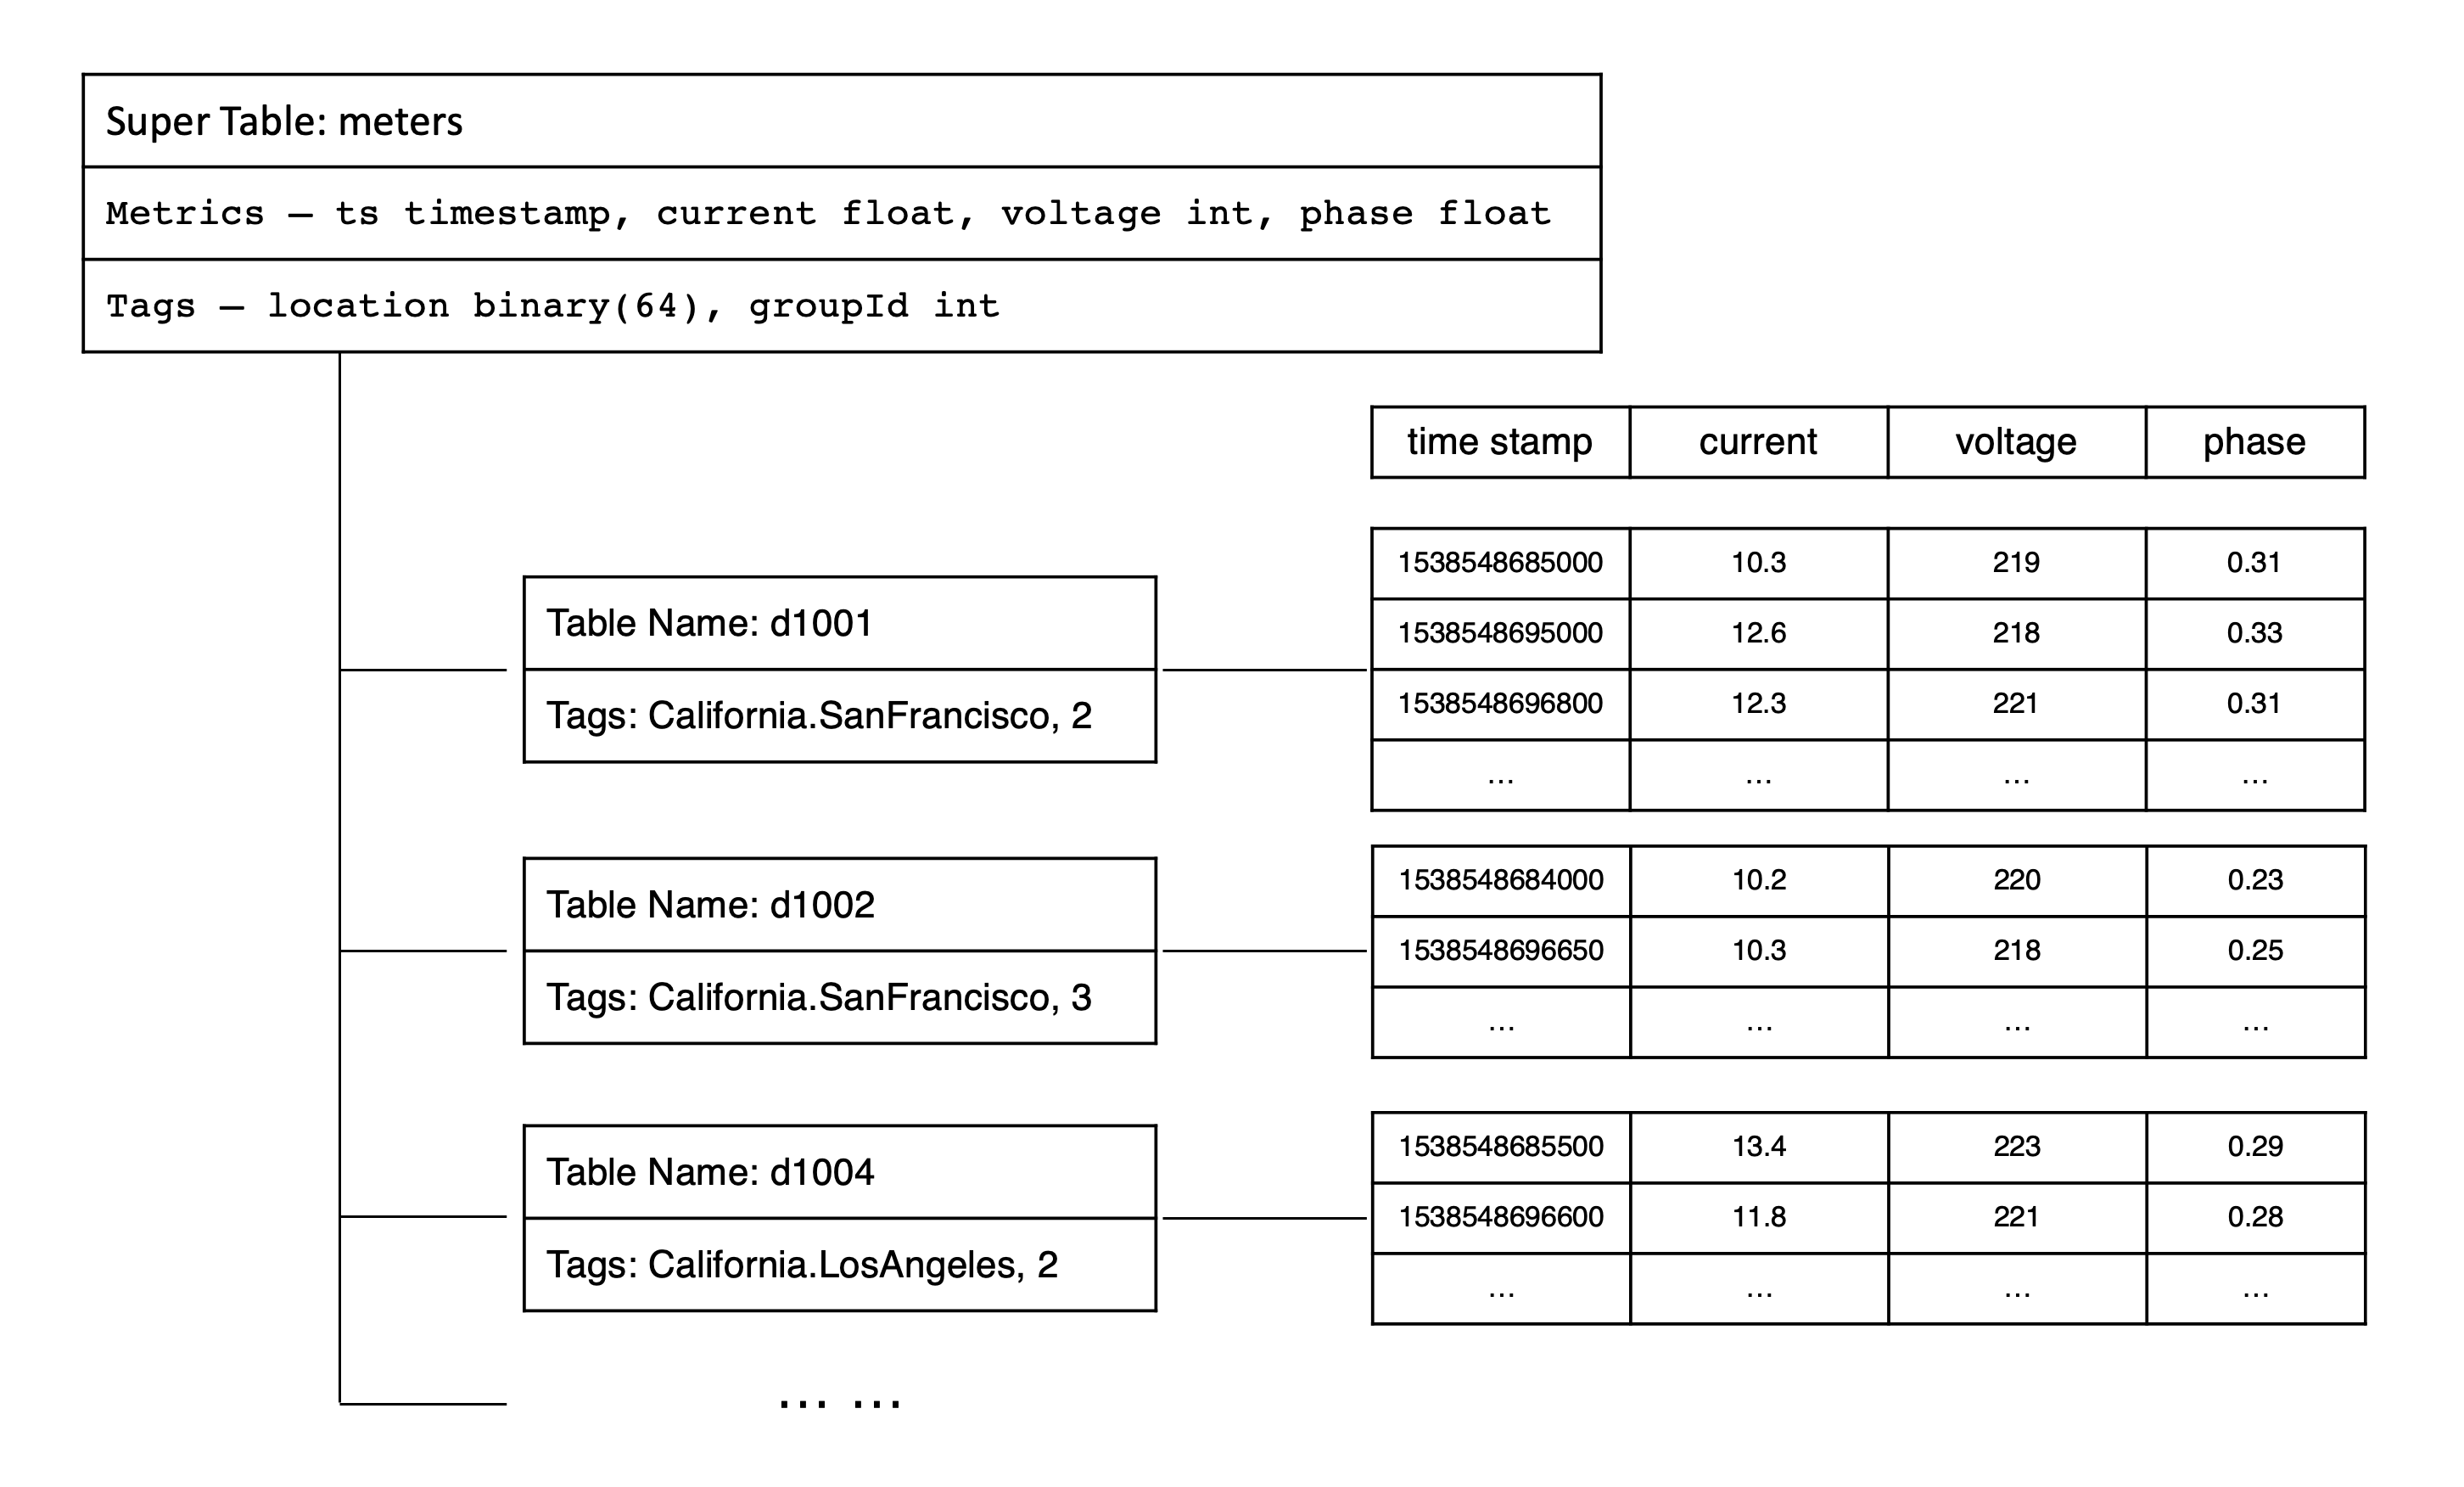 Super Table: meters
Metrics – ts timestamp, current float, voltage int, phase float
Tags – location binary(64), groupId int
time stamp current voltage phase
Table Name: d1001
Tags: California.SanFrancisco, 2
1538548685000 10.3 219 0.31
1538548695000 12.6 218 0.33
1538548696800 12.3 221 0.31
... ... ... ...
Table Name: d1002
Tags: California.SanFrancisco, 3
1538548684000 10.2 220 0.23
1538548696650 10.3 218 0.25
... ... ... ...
Table Name: d1004
Tags: California.LosAngeles, 2
1538548685500 13.4 223 0.29
1538548696600 11.8 221 0.28
... ... ... ...
... ...